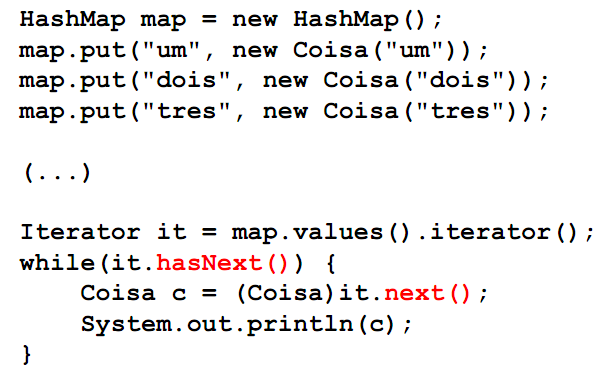 HashMap map = new HashMap();
map.put("um", new Coisa("um"));
map.put("dois", new Coisa("dois"));
map.put("tres", new Coisa("tres"));
(...)
Iterator it = map.values().iterator();
while(it.hasNext()) {
    Coisa c = (Coisa)it.next();
    System.out.println(c);
}